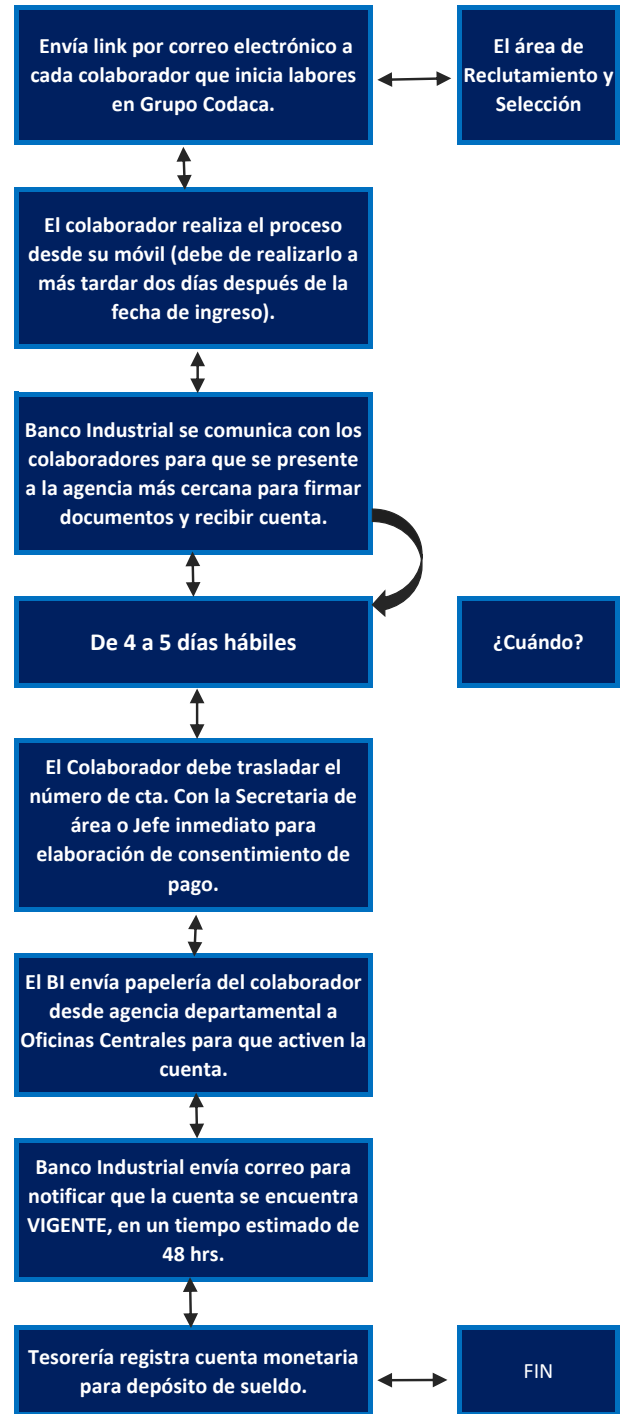 Envía link por correo electrónico a
cada colaborador que inicia labores
en Grupo Codaca.
El área de
Reclutamiento y
Selección
El colaborador realiza el proceso
desde su móvil (debe de realizarlo a
más tardar dos días después de la
fecha de ingreso).
Banco Industrial se comunica con los
colaboradores para que se presente
a la agencia más cercana para firmar
documentos y recibir cuenta.
De 4 a 5 días hábiles
¿Cuándo?
El Colaborador debe trasladar el
número de cta. Con la Secretaria de
área o Jefe inmediato para
elaboración de consentimiento de
pago.
El BI envía papelería del colaborador
desde agencia departamental a
Oficinas Centrales para que activen la
cuenta.
Banco Industrial envía correo para
notificar que la cuenta se encuentra
VIGENTE, en un tiempo estimado de
48 hrs.
Tesorería registra cuenta monetaria
para depósito de sueldo.
FIN